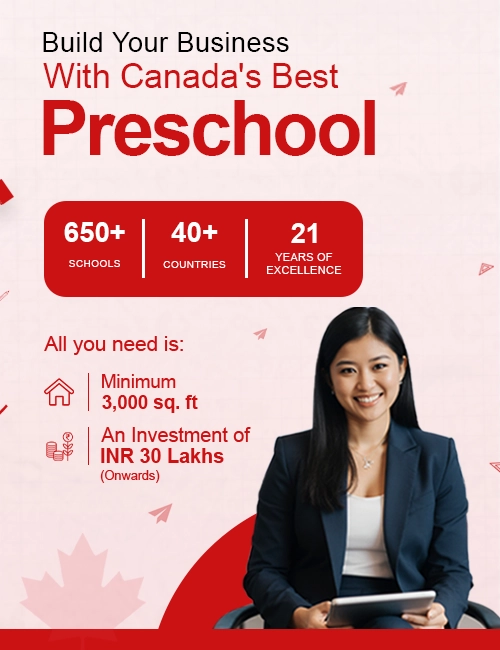 Build Your Business
With Canada's Best
Preschool
650+
SCHOOLS
40+
COUNTRIES
21
YEARS OF
EXCELLENCE
All you need is:
Minimum
3,000 sq. ft
An Investment of
INR 30 Lakhs
(Onwards)